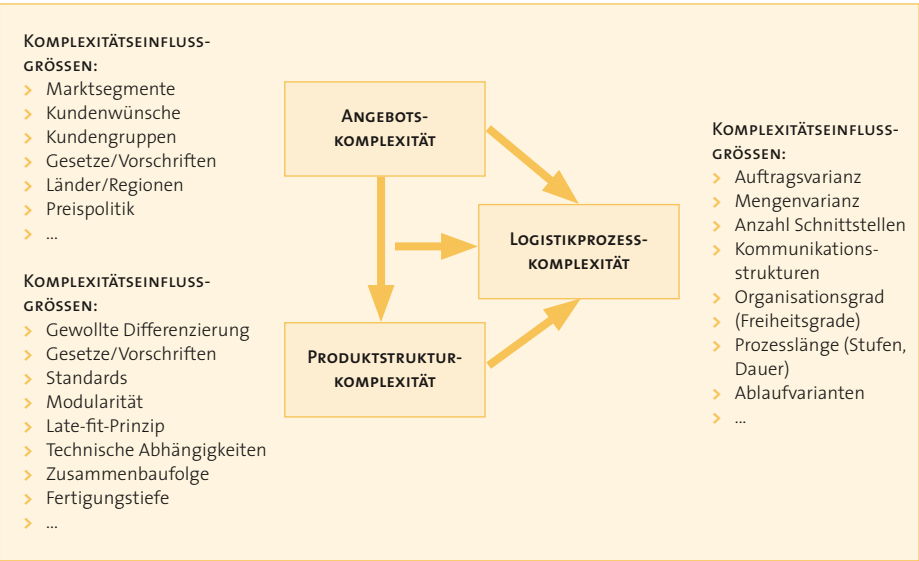 KOMPLEXITÄTSEINFLUSS-
GRÖSSEN:
> Marktsegmente
> Kundenwünsche
> Kundengruppen
> Gesetze/Vorschriften
> Länder/Regionen
> Preispolitik
> ...
KOMPLEXITÄTSEINFLUSS-
GRÖSSEN:
> Gewollte Differenzierung
> Gesetze/Vorschriften
> Standards
> Modularität
> Late-fit-Prinzip
> Technische Abhängigkeiten
> Zusammenbaufolge
> Fertigungstiefe
> ...
ANGEBOTS-
KOMPLEXITÄT
LOGISTIKPROZESS-
KOMPLEXITÄT
PRODUKTSTRUKTUR-
KOMPLEXITÄT
KOMPLEXITÄTSEINFLUSS-
GRÖSSEN:
> Auftragsvarianz
> Mengenvarianz
> Anzahl Schnittstellen
> Kommunikations-
strukturen
> Organisationsgrad
> (Freiheitsgrade)
> Prozesslänge (Stufen,
Dauer)
> Ablaufvarianten
> ...